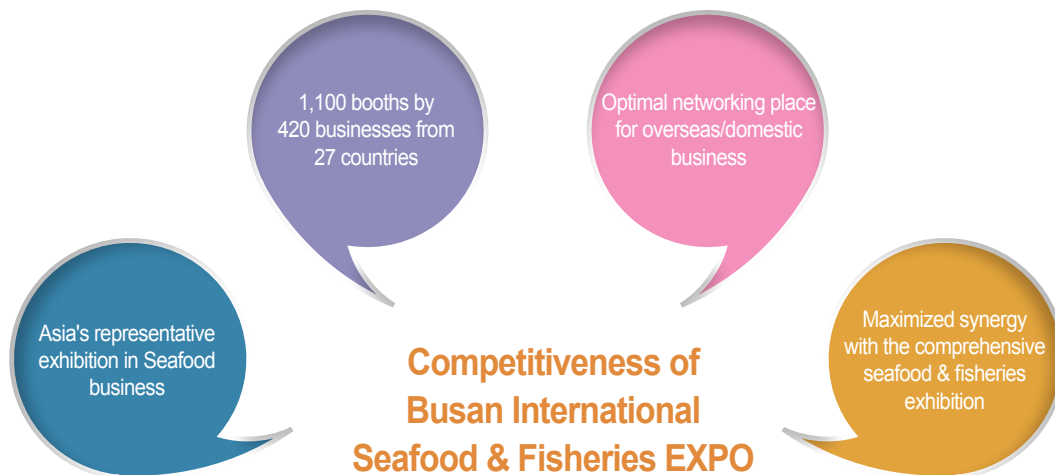 1,100 booths by
420 businesses from
27 countries
Optimal networking place
for overseas/domestic
business
Asia's representative
exhibition in Seafood
business
Maximized synergy
with the comprehensive
seafood & fisheries
exhibition
Competitiveness of
Busan International
Seafood & Fisheries EXPO